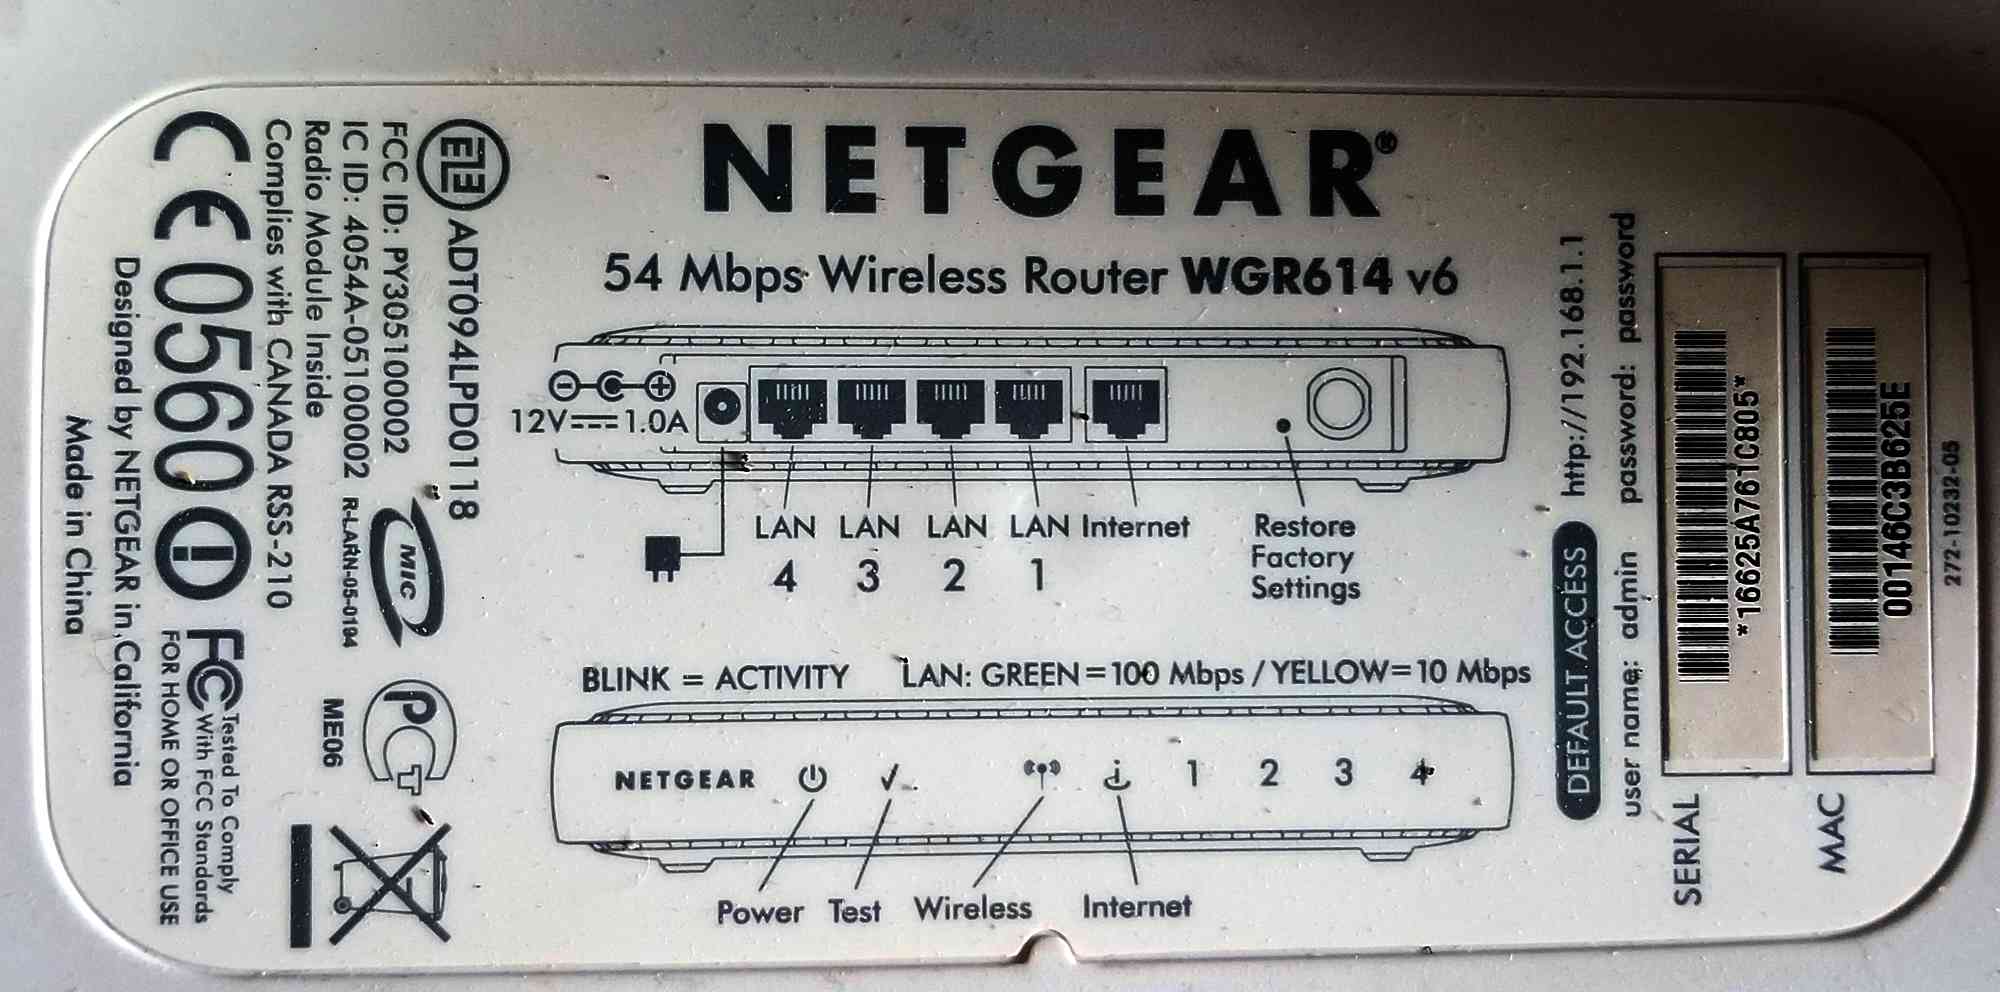 NETGEAR®
54 Mbps Wireless Router WGR614 v6
12V 1.0A
LAN LAN LAN LAN Internet
4 3 2 1
Restore
Factory
Settings
BLINK = ACTIVITY LAN: GREEN=100 Mbps / YELLOW=10 Mbps
NETGEAR 1 2 3 4
Power Test Wireless Internet
ADT094LPD0118
FCC ID: PY305100002
IC ID: 4054A-05100002
Radio Module Inside
Complies with CANADA RSS-210
MIC
R-LARN-05-0194
PCT
ME06
CE 0560
FC
Tested To Comply
With FCC Standards
FOR HOME OR OFFICE USE
Designed by NETGEAR in California
Made in China
DEFAULT ACCESS http://192.168.1.1
user name: admin password: password
SERIAL
*16625A761C805*
MAC
00146C3B625E
272-10232-05